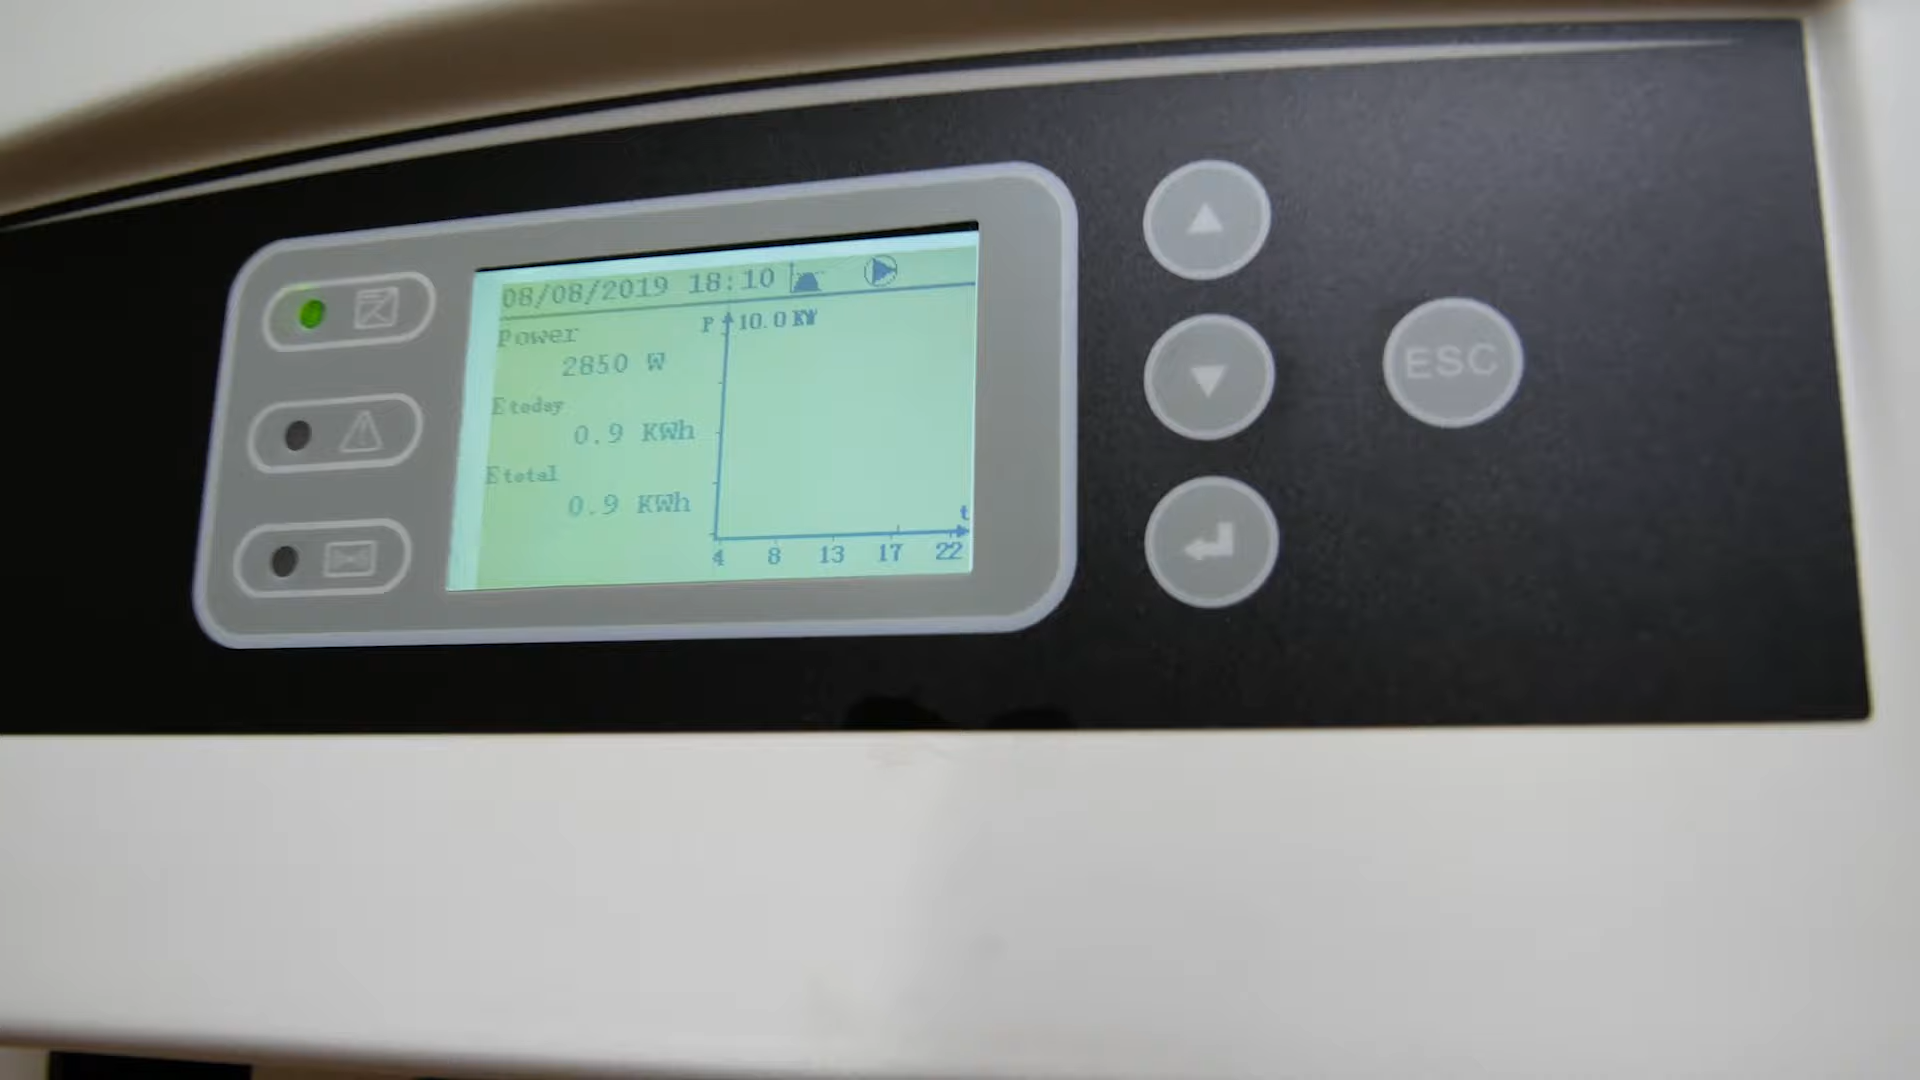 08/08/2019 18:10
Power
2850 W
Etoday
0.9 KWh
Etotal
0.9 KWh
P 10.0 KW
t
4 8 13 17 22
ESC